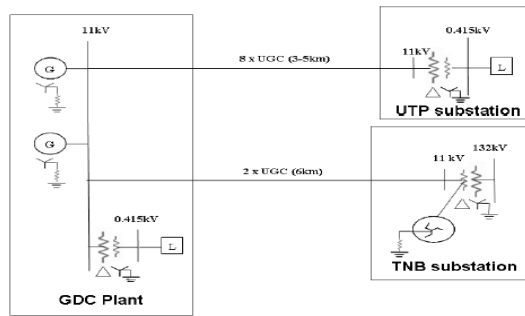 11kV
G
8 x UGC (3-5km)
11kV
0.415kV
L
UTP substation
G
2 x UGC (6km)
11 kV
132kV
TNB substation
0.415kV
L
GDC Plant